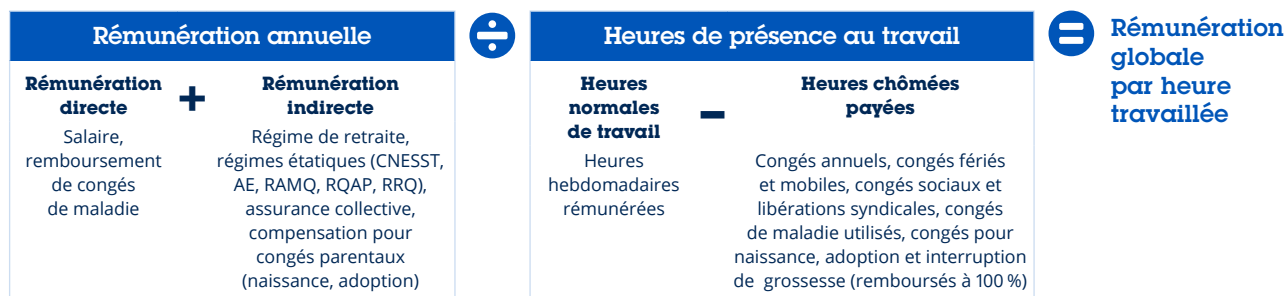 Rémunération annuelle
÷
Heures de présence au travail
=
Rémunération
globale
par heure
travaillée
Rémunération
directe
Salaire,
remboursement
de congés
de maladie
+
Rémunération
indirecte
Régime de retraite,
régimes étatiques (CNESST,
AE, RAMQ, RQAP, RRQ),
assurance collective,
compensation pour
congés parentaux
(naissance, adoption)
Heures
normales
de travail
Heures
hebdomadaires
rémunérées
–
Heures chômées
payées
Congés annuels, congés fériés
et mobiles, congés sociaux et
libérations syndicales, congés
de maladie utilisés, congés pour
naissance, adoption et interruption
de grossesse (remboursés à 100 %)